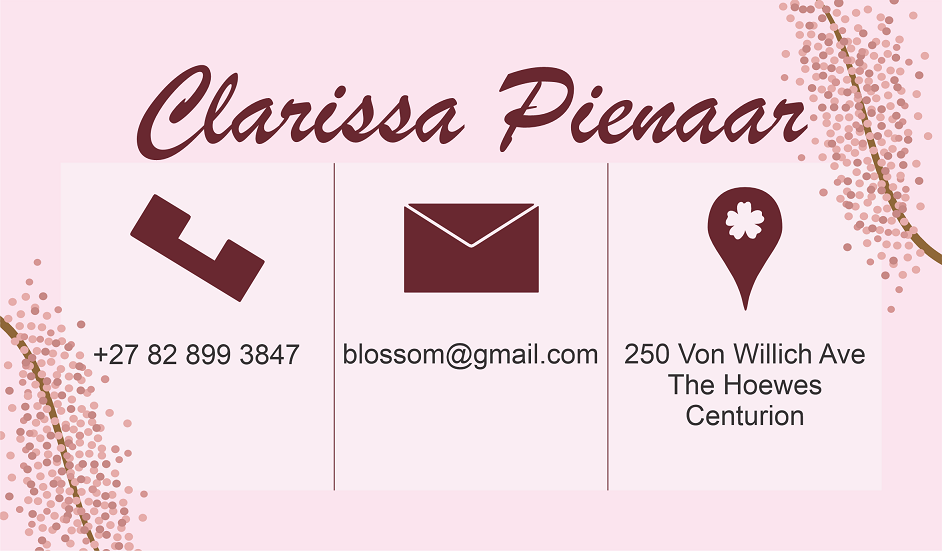 Clarissa Pienaar
+27 82 899 3847
blossom@gmail.com
250 Von Willich Ave
The Hoewes
Centurion